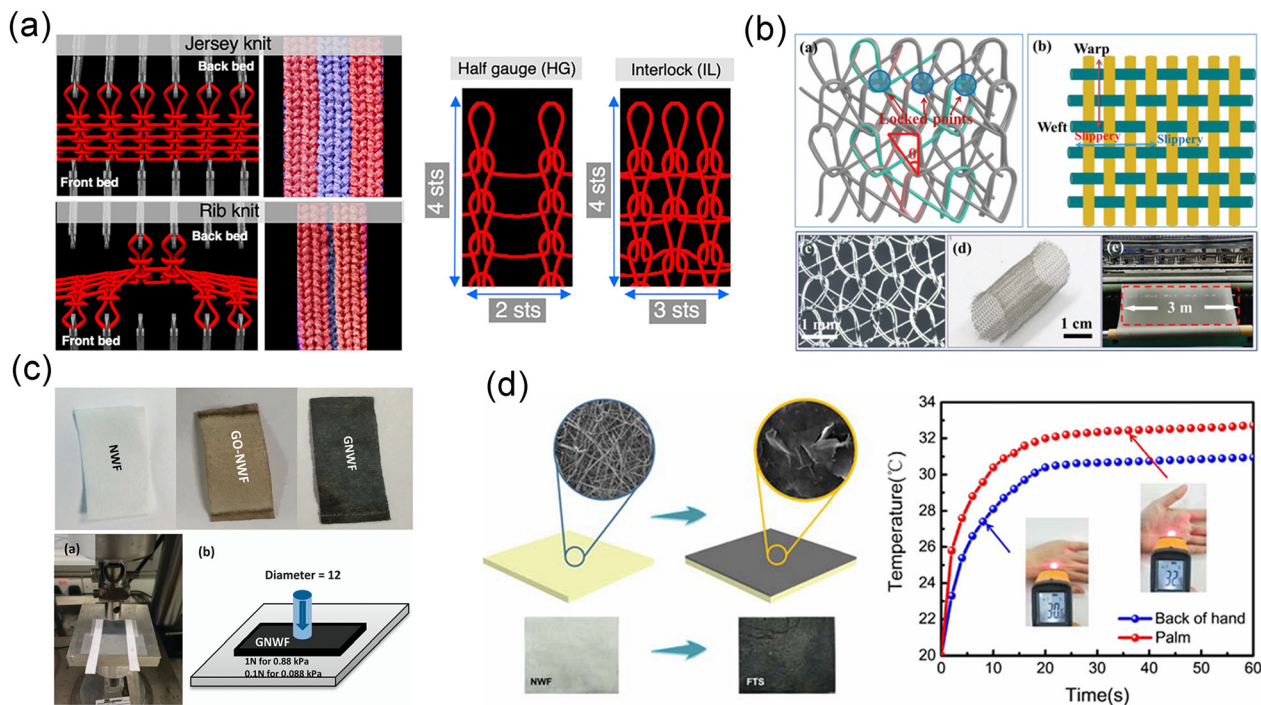 (a)
Jersey knit
Back bed
Front bed
Rib knit
Back bed
Front bed
Half gauge (HG)
4 sts
2 sts
Interlock (IL)
4 sts
3 sts
(b)
(a)
Locked points
θ
(b)
Warp
Weft
Slippery
Slippery
(c)
1 mm
(d)
1 cm
(e)
3 m
(c)
NWF
GO-NWF
GNWF
(a)
(b)
Diameter = 12
GNWF
1N for 0.88 kPa
0.1N for 0.088 kPa
(d)
NWF
FTS
Temperature(℃)
34
32
30
28
26
24
22
20
0
10
20
30
40
50
60
Time(s)
Back of hand
Palm